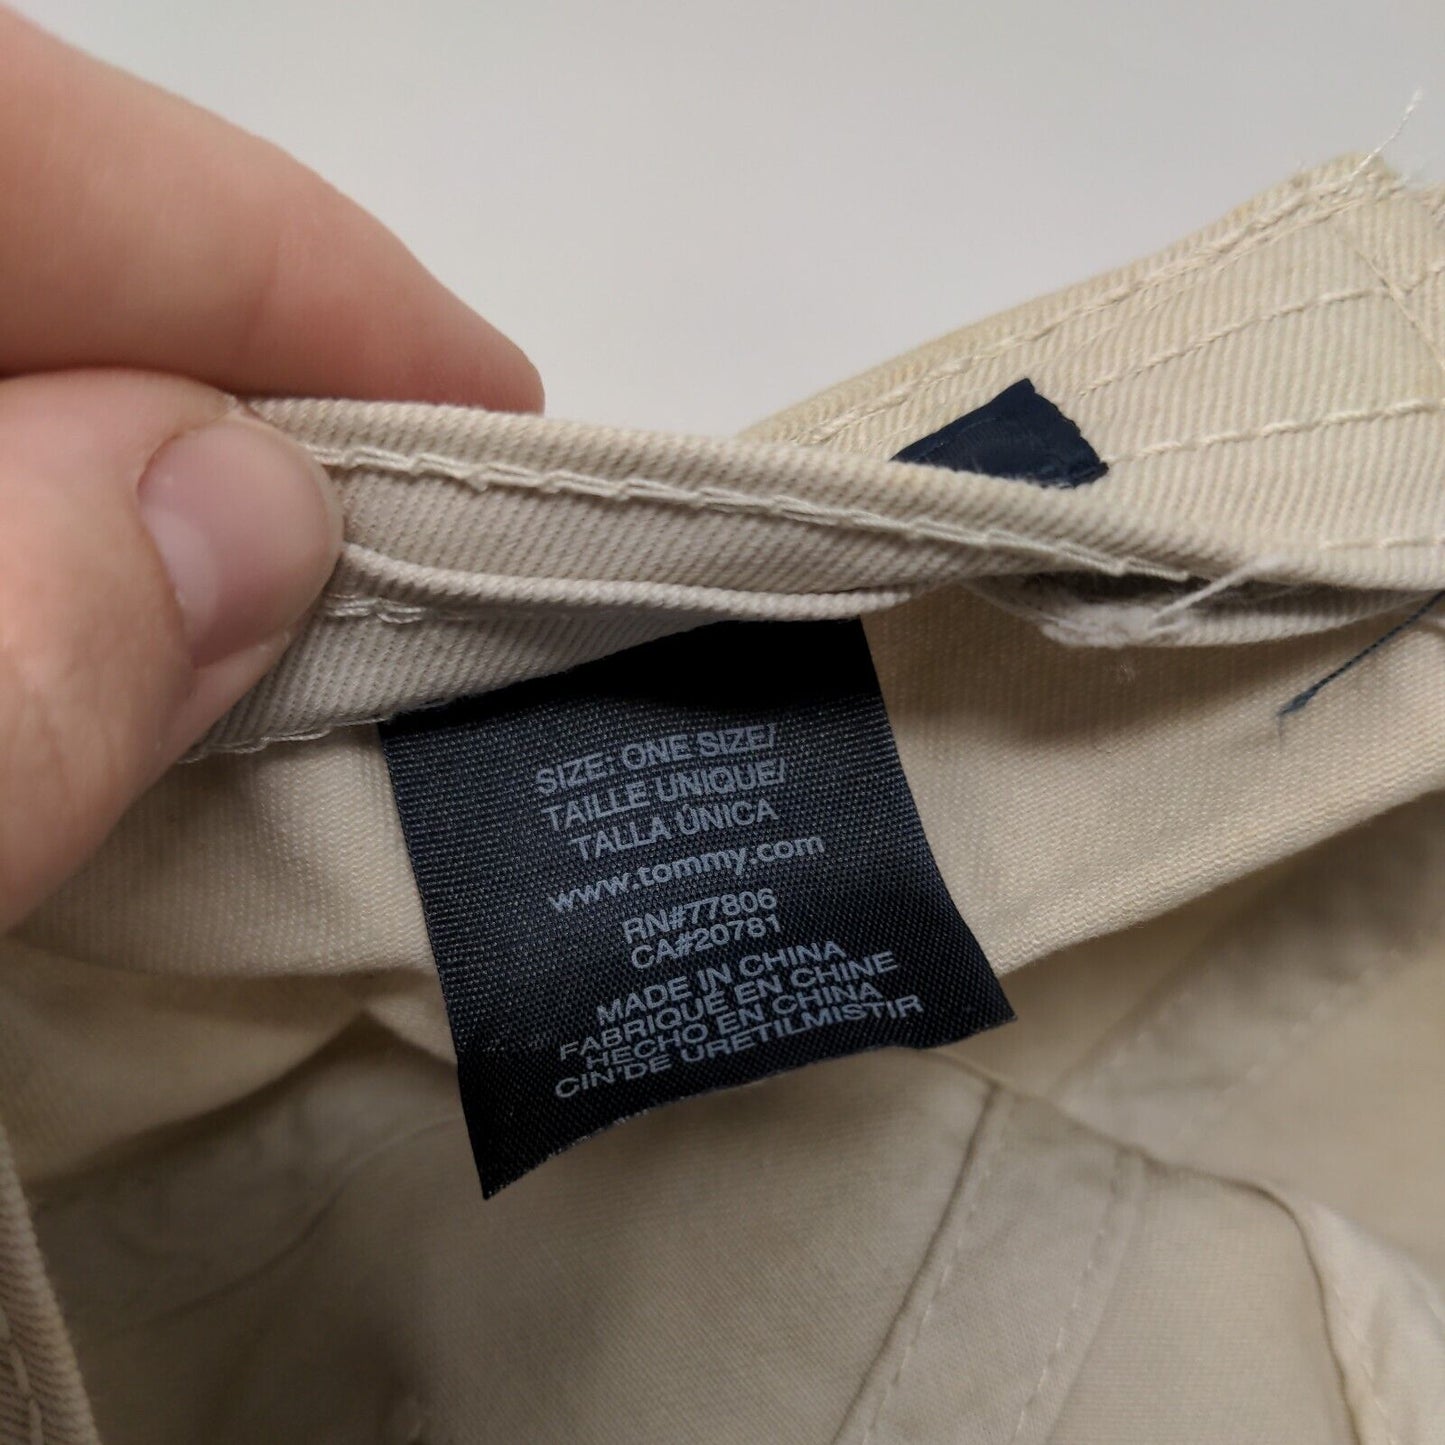 SIZE: ONE SIZE/
TAILLE UNIQUE/
TALLA ÚNICA
www.tommy.com
RN#77806
CA#20781
MADE IN CHINA
FABRIQUÉ EN CHINE
HECHO EN CHINA
CIN'DE URETILMISTIR